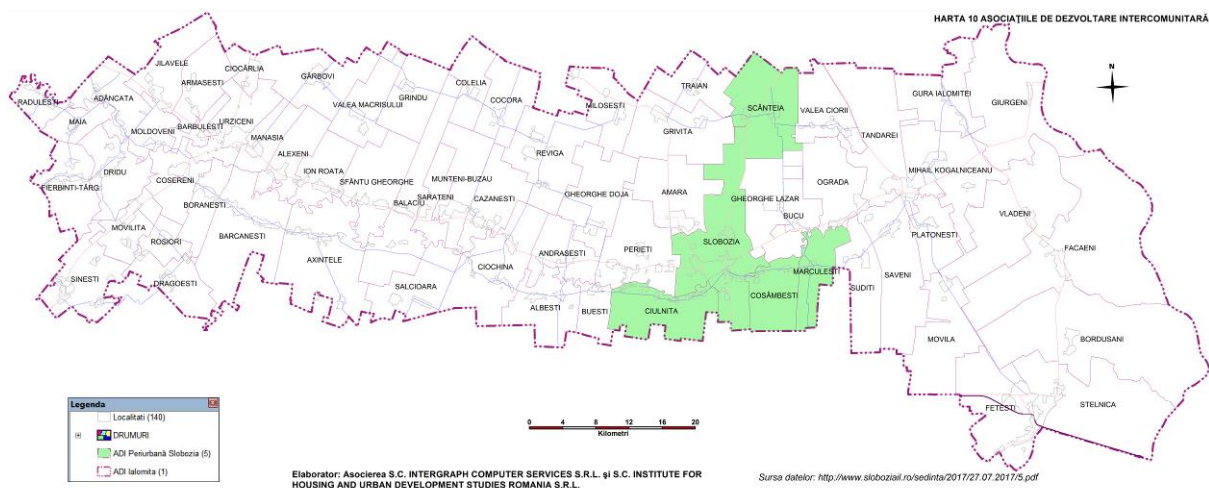 HARTA 10 ASOCIAȚIILE DE DEZVOLTARE INTERCOMUNITARĂ
N
JILAVELE
CIOCÂRLIA
ARMASESTI
GÂRBOVI
COLELIA
TRAIAN
GURA IALOMITEI
GIURGENI
RADULESTI
ADÂNCATA
GRINDU
COCORA
VALEA MACRISULUI
MILOSESTI
SCÂNTEIA
VALEA CIORII
MAIA
MOLDOVENI
BARBULESTI
URZICENI
MANASIA
GRIVITA
TANDAREI
ALEXENI
REVIGA
DRIDU
COSERENI
ION ROATA
SFÂNTU GHEORGHE
MUNTENI-BUZAU
MIHAIL KOGALNICEANU
FIERBINTI-TÂRG
BALACIU
SARATENI
CAZANESTI
GHEORGHE DOJA
AMARA
GHEORGHE LAZAR
OGRADA
BORANESTI
BUCU
VLADENI
MOVILITA
ROSIORI
BARCANESTI
PLATONESTI
FACAENI
AXINTELE
CIOCHINA
ANDRASESTI
PERIETI
SLOBOZIA
SINESTI
DRAGOESTI
SALCIOARA
MARCULESTI
SUDITI
SAVENI
ALBESTI
BUESTI
CIULNITA
COSÂMBESTI
MOVILA
BORDUSANI
FETESTI
STELNICA
Legenda
Localitati (140)
DRUMURI
ADI Periurbană Slobozia (5)
ADI Ialomita (1)
0 4 8 12 16 20
Kilometri
Elaborator: Asocierea S.C. INTERGRAPH COMPUTER SERVICES S.R.L. și S.C. INSTITUTE FOR
HOUSING AND URBAN DEVELOPMENT STUDIES ROMANIA S.R.L.
Sursa datelor: http://www.sloboziail.ro/sedinta/2017/27.07.2017/5.pdf